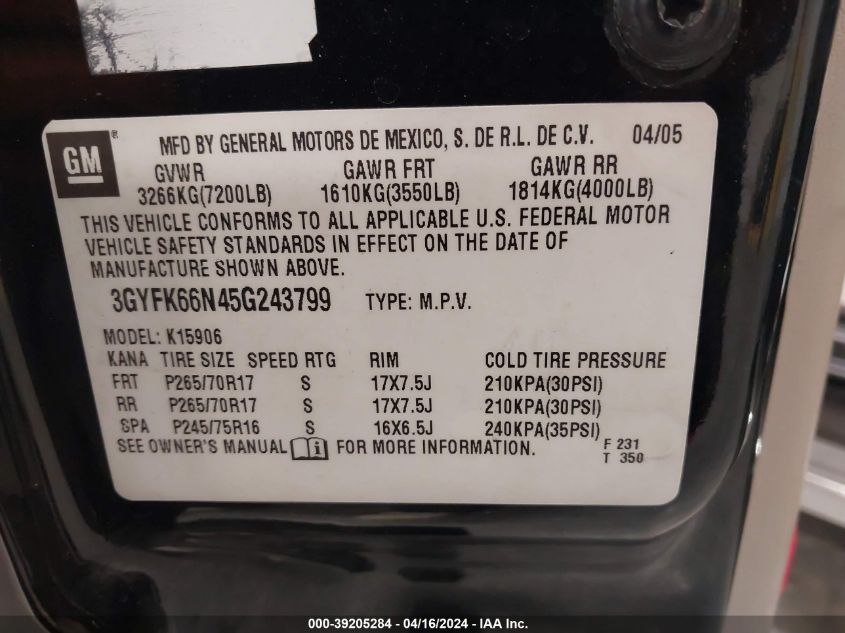 GM ® MFD BY GENERAL MOTORS DE MEXICO, S. DE R.L. DE C.V. 04/05
GVWR GAWR FRT GAWR RR
3266KG(7200LB) 1610KG(3550LB) 1814KG(4000LB)
THIS VEHICLE CONFORMS TO ALL APPLICABLE U.S. FEDERAL MOTOR
VEHICLE SAFETY STANDARDS IN EFFECT ON THE DATE OF
MANUFACTURE SHOWN ABOVE.
3GYFK66N45G243799 TYPE: M.P.V.
MODEL: K15906
KANA TIRE SIZE SPEED RTG RIM COLD TIRE PRESSURE
FRT P265/70R17 S 17X7.5J 210KPA(30PSI)
RR P265/70R17 S 17X7.5J 210KPA(30PSI)
SPA P245/75R16 S 16X6.5J 240KPA(35PSI)
SEE OWNER'S MANUAL i FOR MORE INFORMATION.
F 231
T 350
000-39205284 - 04/16/2024 - IAA Inc.